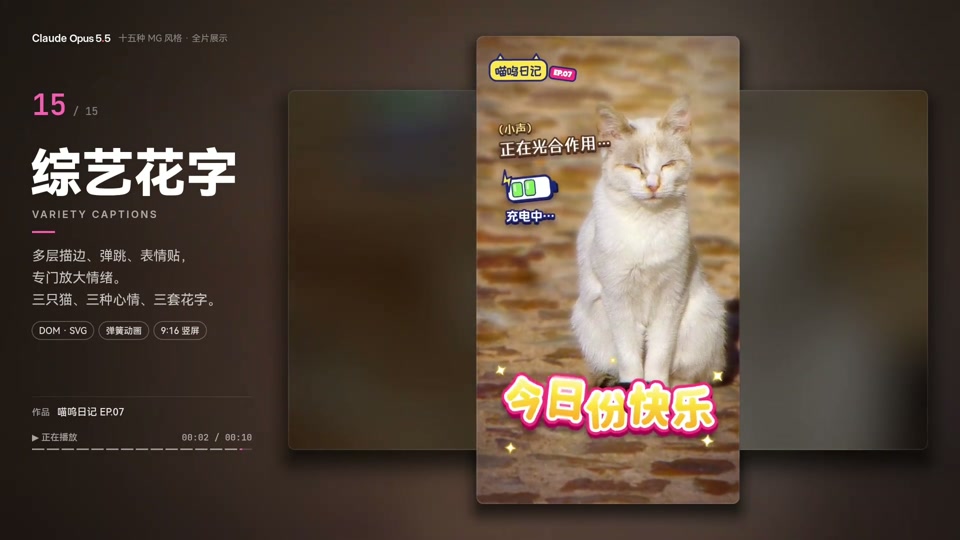 Claude Opus 5.5 十五种 MG 风格 · 全片展示
15 / 15
综艺花字
VARIETY CAPTIONS
多层描边、弹跳、表情贴，
专门放大情绪。
三只猫、三种心情、三套花字。
DOM · SVG 弹簧动画 9:16 竖屏
作品 喵呜日记 EP.07
▶ 正在播放 00:02 / 00:10
喵呜日记 EP.07
（小声）
正在光合作用…
充电中…
今日份快乐